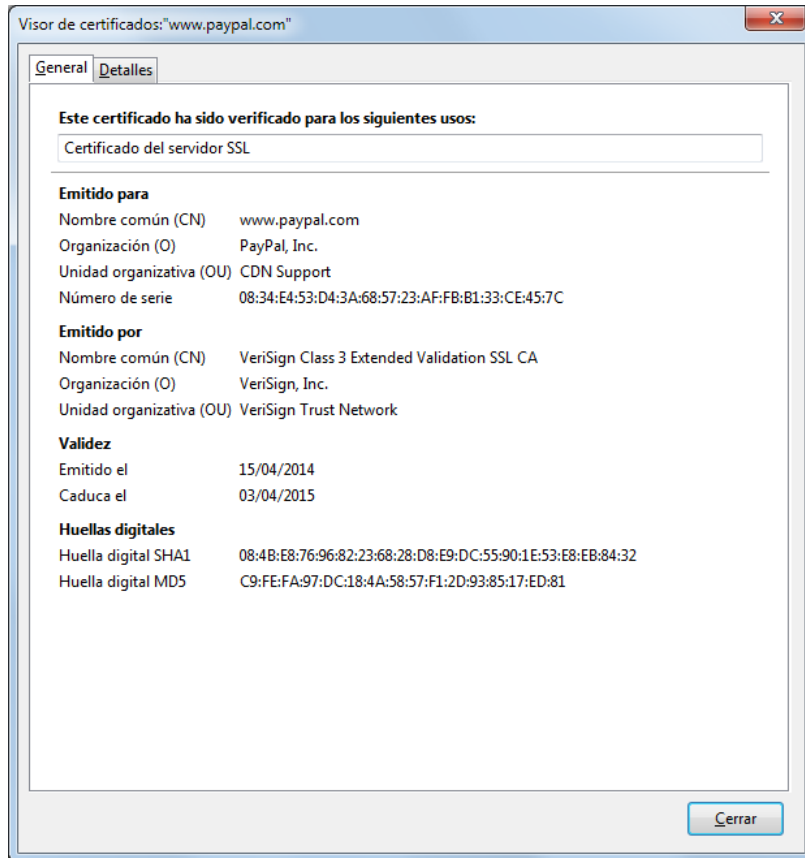 Visor de certificados:"www.paypal.com"
General Detalles
Este certificado ha sido verificado para los siguientes usos:
Certificado del servidor SSL
Emitido para
Nombre común (CN) www.paypal.com
Organización (O) PayPal, Inc.
Unidad organizativa (OU) CDN Support
Número de serie 08:34:E4:53:D4:3A:68:57:23:AF:FB:B1:33:CE:45:7C
Emitido por
Nombre común (CN) VeriSign Class 3 Extended Validation SSL CA
Organización (O) VeriSign, Inc.
Unidad organizativa (OU) VeriSign Trust Network
Validez
Emitido el 15/04/2014
Caduca el 03/04/2015
Huellas digitales
Huella digital SHA1 08:4B:E8:76:96:82:23:68:28:D8:E9:DC:55:90:1E:53:E8:EB:84:32
Huella digital MD5 C9:FE:FA:97:DC:18:4A:58:57:F1:2D:93:85:17:ED:81
Cerrar